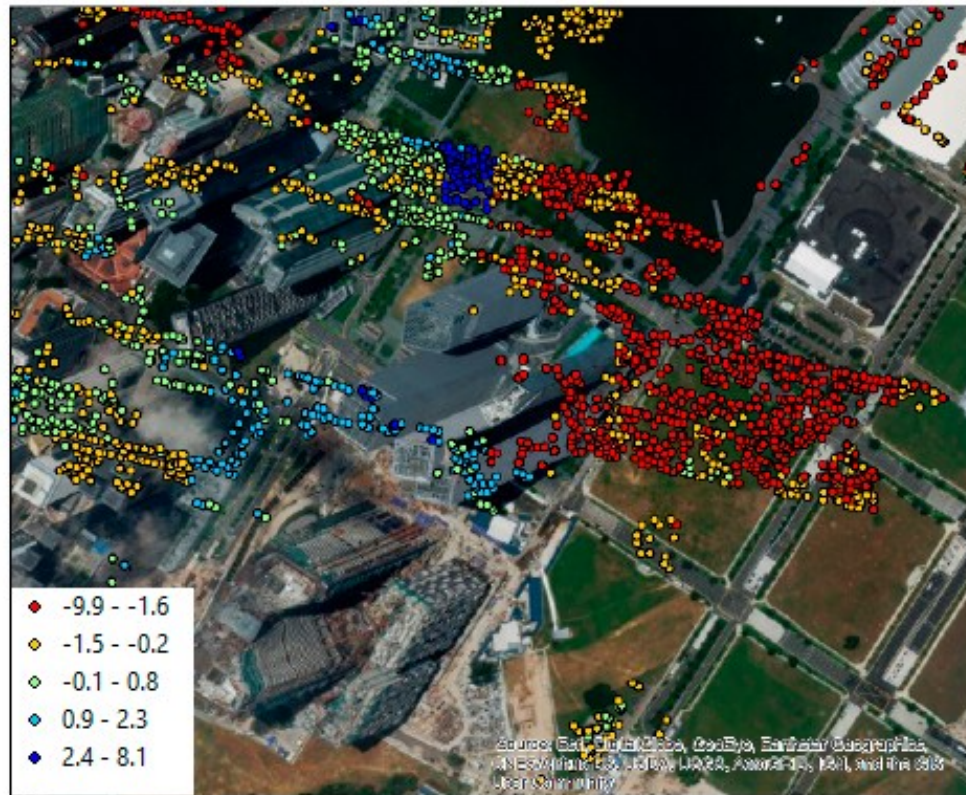 -9.9 - -1.6
-1.5 - -0.2
-0.1 - 0.8
0.9 - 2.3
2.4 - 8.1
Source: Esri, DigitalGlobe, GeoEye, Earthstar Geographics,
USDA, USGS, AeroGRID, IGN, and the GIS
User Community